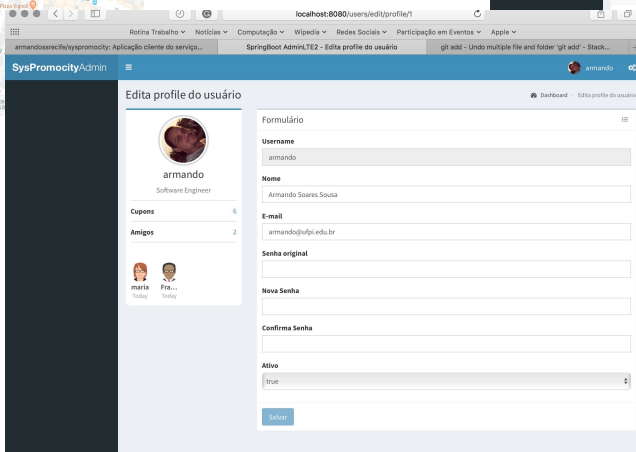 Pizza Vignoli
localhost:8080/users/edit/profile/1
Rotina Trabalho Notícias Computação Wipedia Redes Sociais Participação em Eventos Apple
armandossrecife/syspromocity: Aplicação cliente do serviço... SpringBoot AdminLTE2 - Edita profile do usuário git add - Undo multiple file and folder 'git add' - Stack...
SysPromocityAdmin armando
Edita profile do usuário Dashboard Edita profile do usuário
armando
Software Engineer
Cupons 6
Amigos 2
maria Fra...
Today Today
Formulário
Username
armando
Nome
Armando Soares Sousa
E-mail
armando@ufpi.edu.br
Senha original
Nova Senha
Confirma Senha
Ativo
true
Salvar